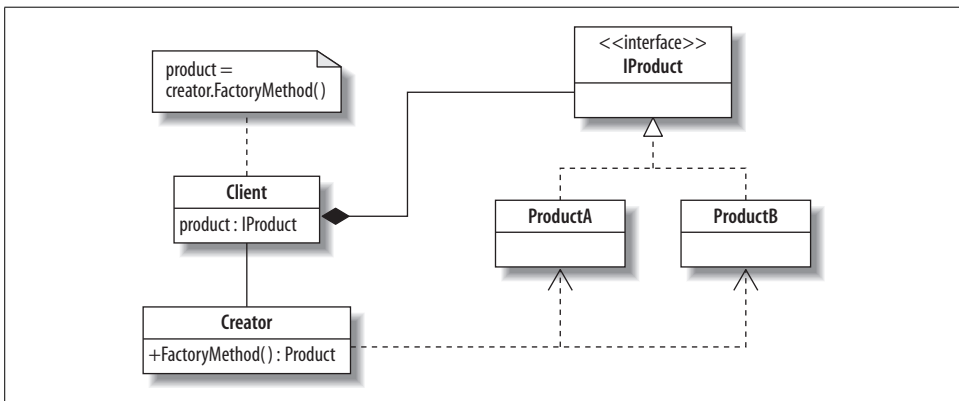 product =
creator.FactoryMethod()
<<interface>>
IProduct
Client
product : IProduct
ProductA
ProductB
Creator
+FactoryMethod() : Product